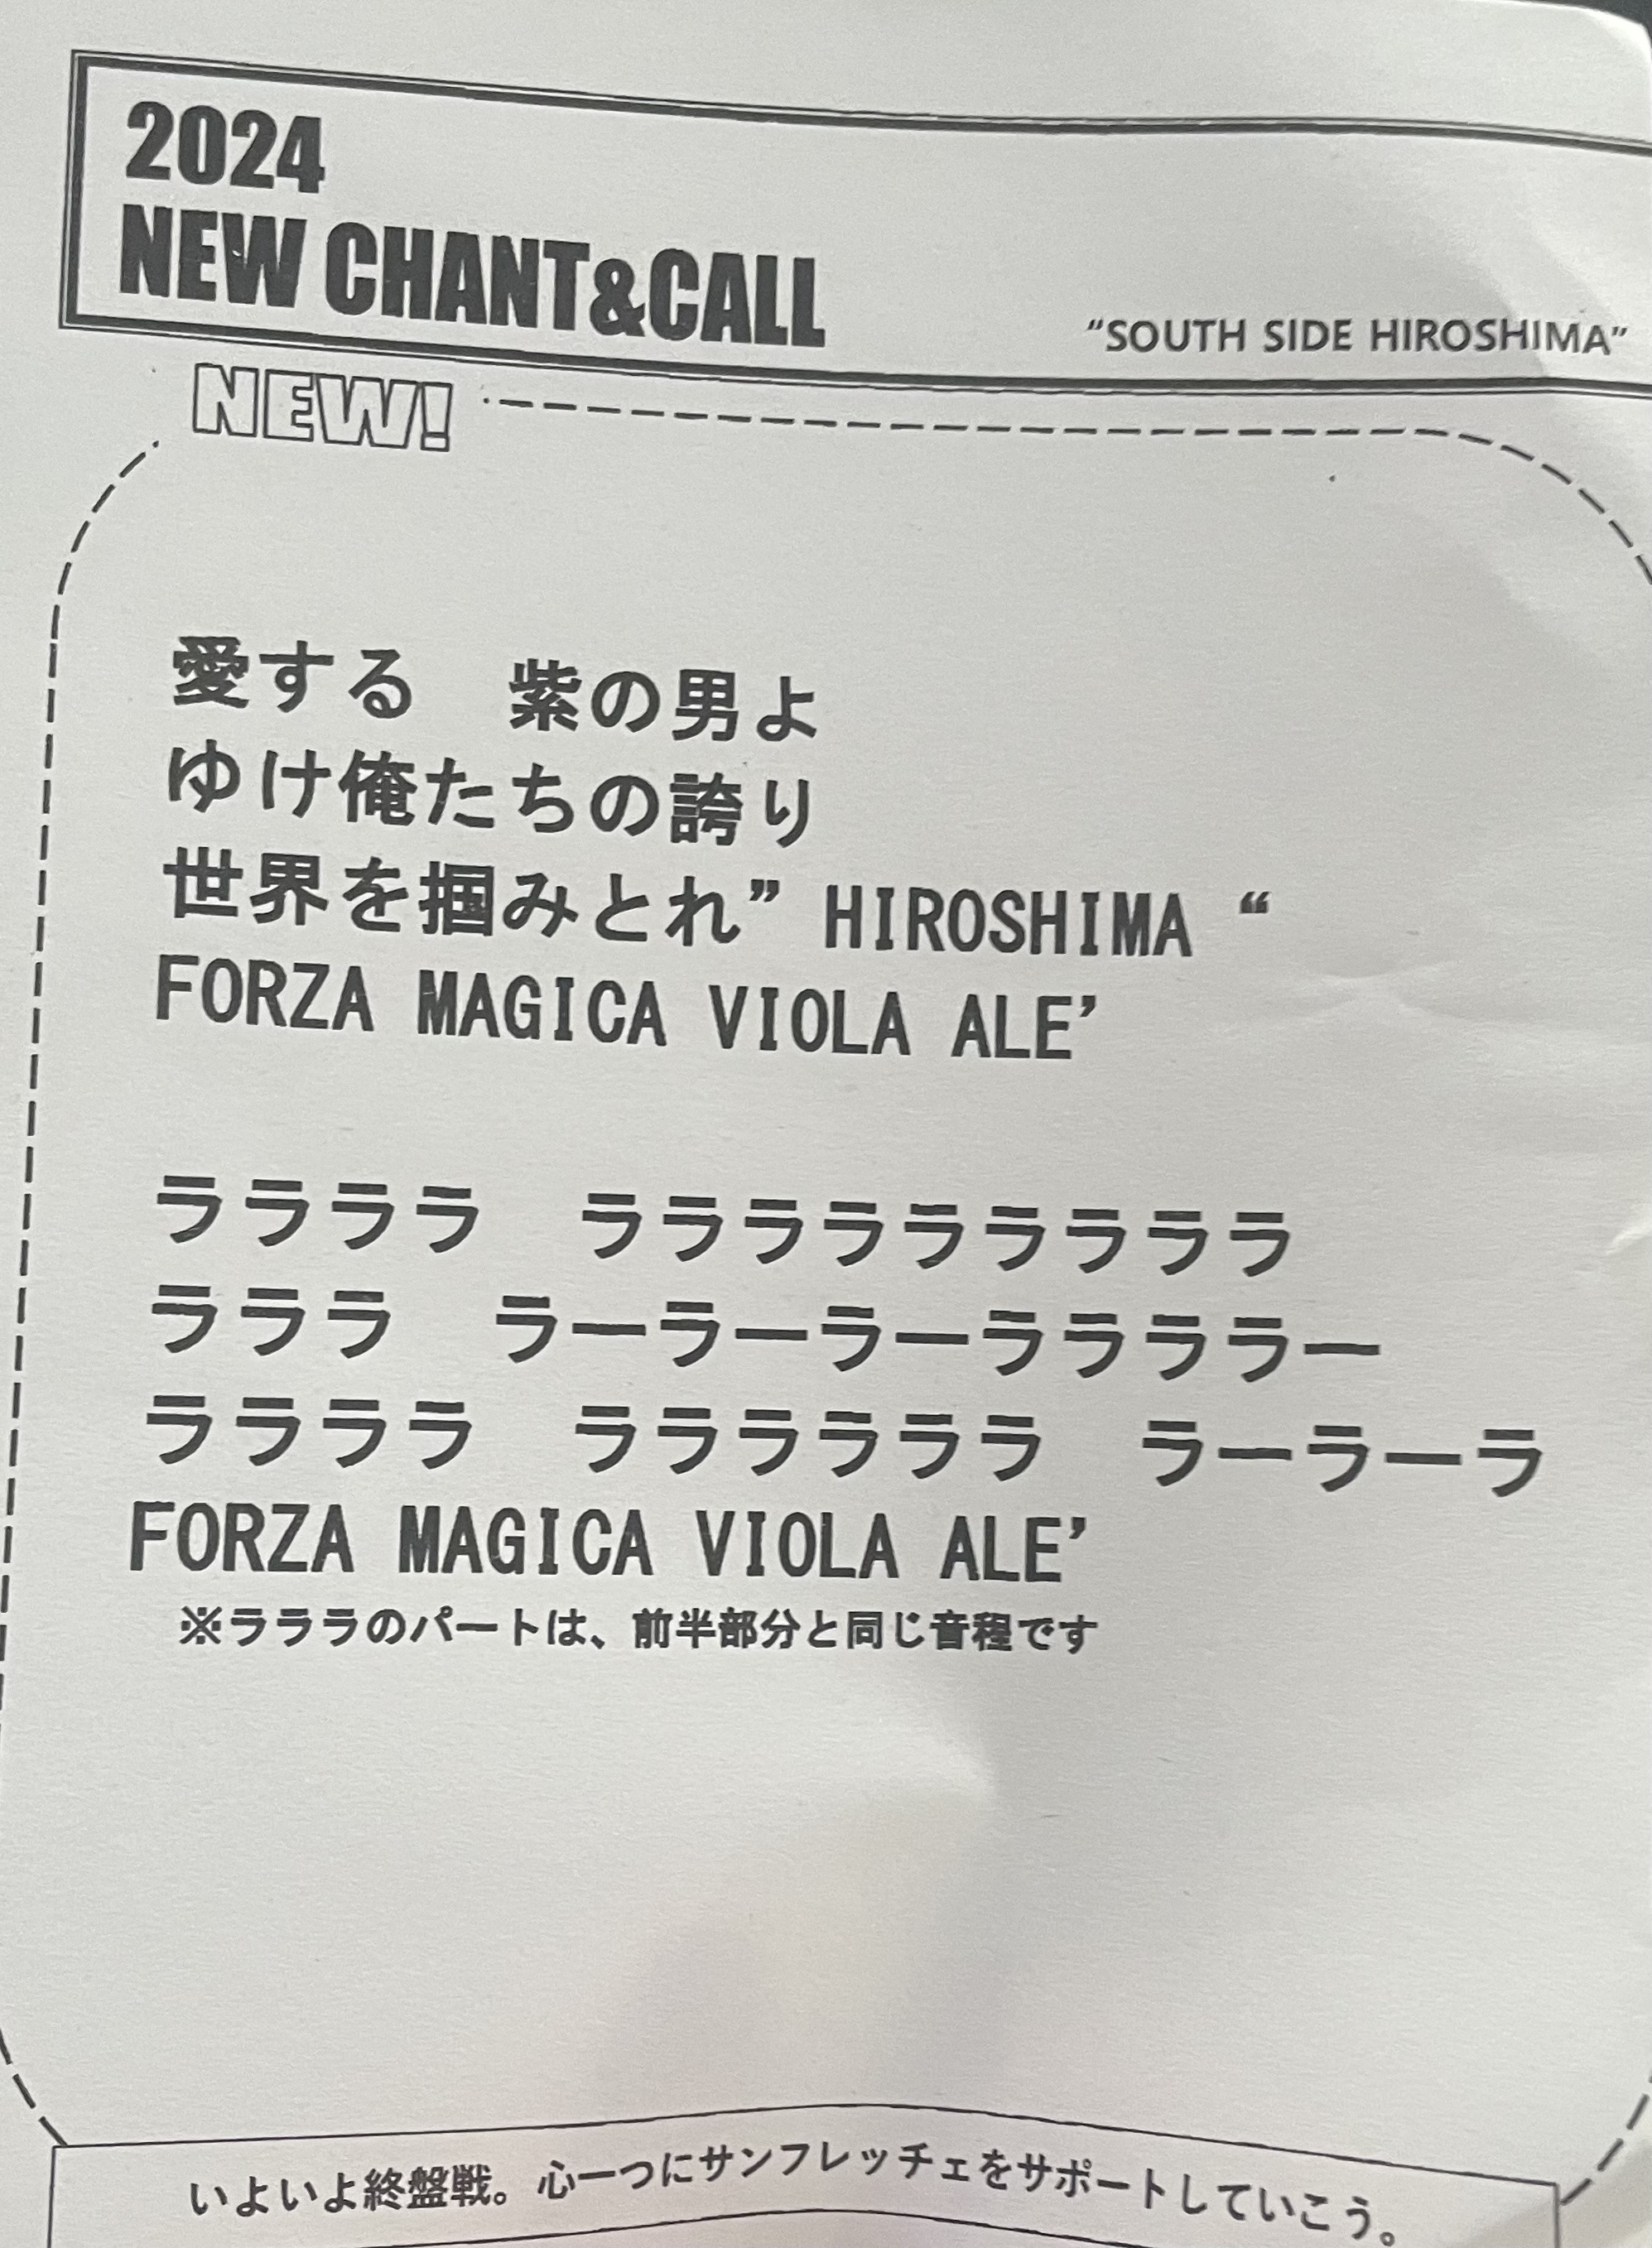 2024
NEW CHANT&CALL
“SOUTH SIDE HIROSHIMA”
NEW!
愛する　紫の男よ
ゆけ俺たちの誇り
世界を掴みとれ” HIROSHIMA “
FORZA MAGICA VIOLA ALE’
ララララ　ララララララララララ
ラララ　ラーラーラーララララー
ララララ　ララララララ　ラーラーラ
FORZA MAGICA VIOLA ALE’
※ラララのパートは、前半部分と同じ音程です
いよいよ終盤戦。心一つにサンフレッチェをサポートしていこう。